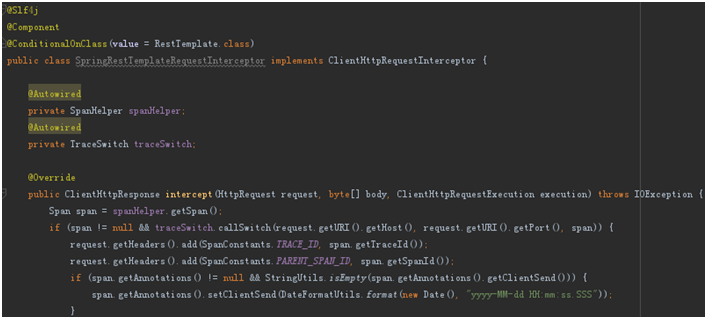 @Slf4j
@Component
@ConditionalOnClass(value = RestTemplate.class)
public class SpringRestTemplateRequestInterceptor implements ClientHttpRequestInterceptor {
@Autowired
private SpanHelper spanHelper;
@Autowired
private TraceSwitch traceSwitch;
@Override
public ClientHttpResponse intercept(HttpRequest request, byte[] body, ClientHttpRequestExecution execution) throws IOException {
Span span = spanHelper.getSpan();
if (span != null && traceSwitch.callSwitch(request.getURI().getHost(), request.getURI().getPort(), span)) {
request.getHeaders().add(SpanConstants.TRACE_ID, span.getTraceId());
request.getHeaders().add(SpanConstants.PARENT_SPAN_ID, span.getSpanId());
if (span.getAnnotations() != null && StringUtils.isEmpty(span.getAnnotations().getClientSend())) {
span.getAnnotations().setClientSend(DateFormatUtils.format(new Date(), "yyyy-MM-dd HH:mm:ss.SSS"));
}